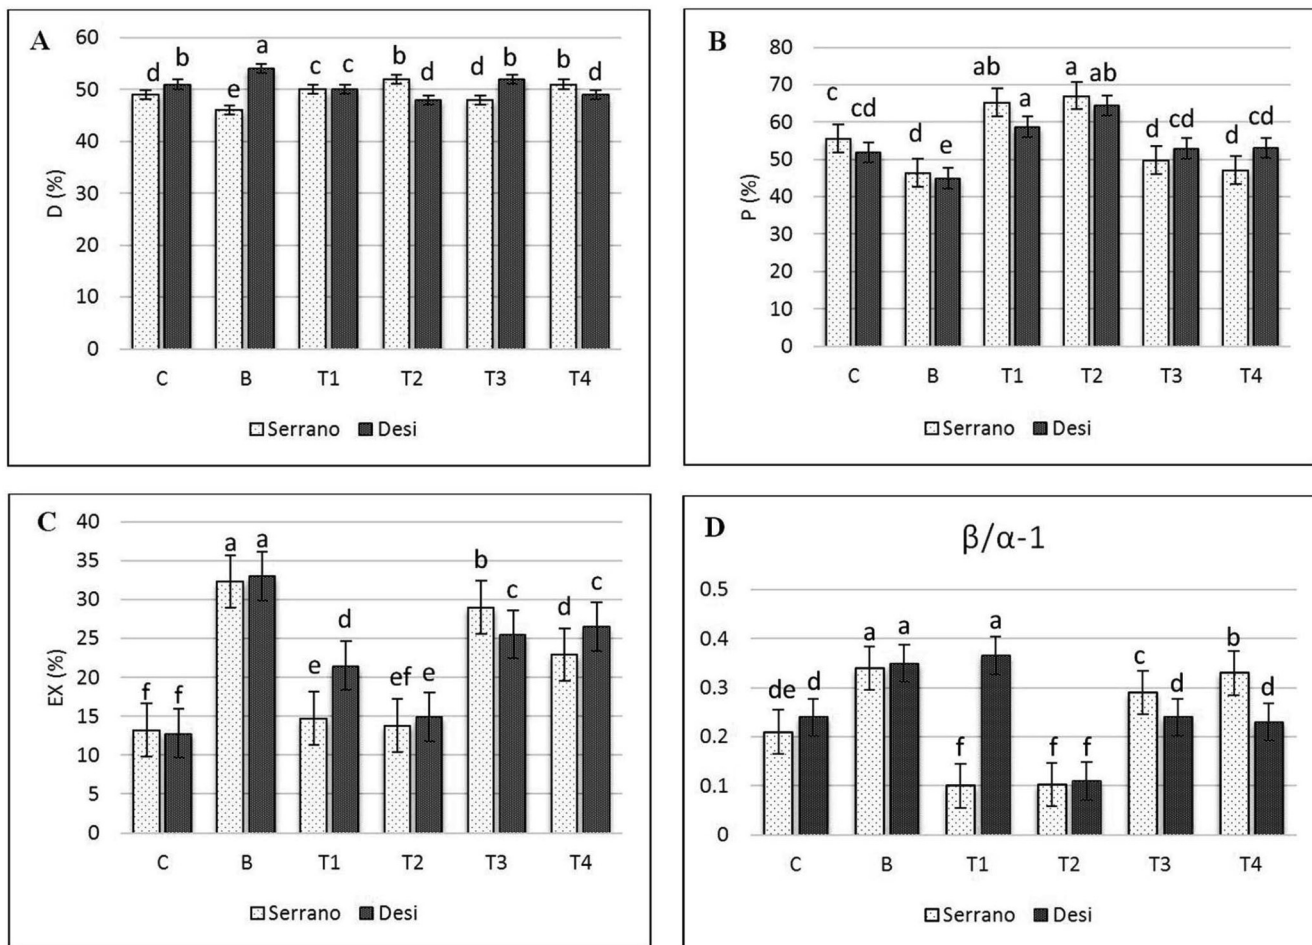 A
D (%)
60
50
40
30
20
10
0
d b e a c c b d d b b d
C B T1 T2 T3 T4
Serrano Desi
B
P (%)
80
70
60
50
40
30
20
10
0
c cd d e ab a a ab d cd d cd
C B T1 T2 T3 T4
Serrano Desi
C
EX (%)
40
35
30
25
20
15
10
5
0
f f a a e d ef e b c d c
C B T1 T2 T3 T4
Serrano Desi
D
β/α-1
0.5
0.4
0.3
0.2
0.1
0
de d a a f a f f c d b d
C B T1 T2 T3 T4
Serrano Desi